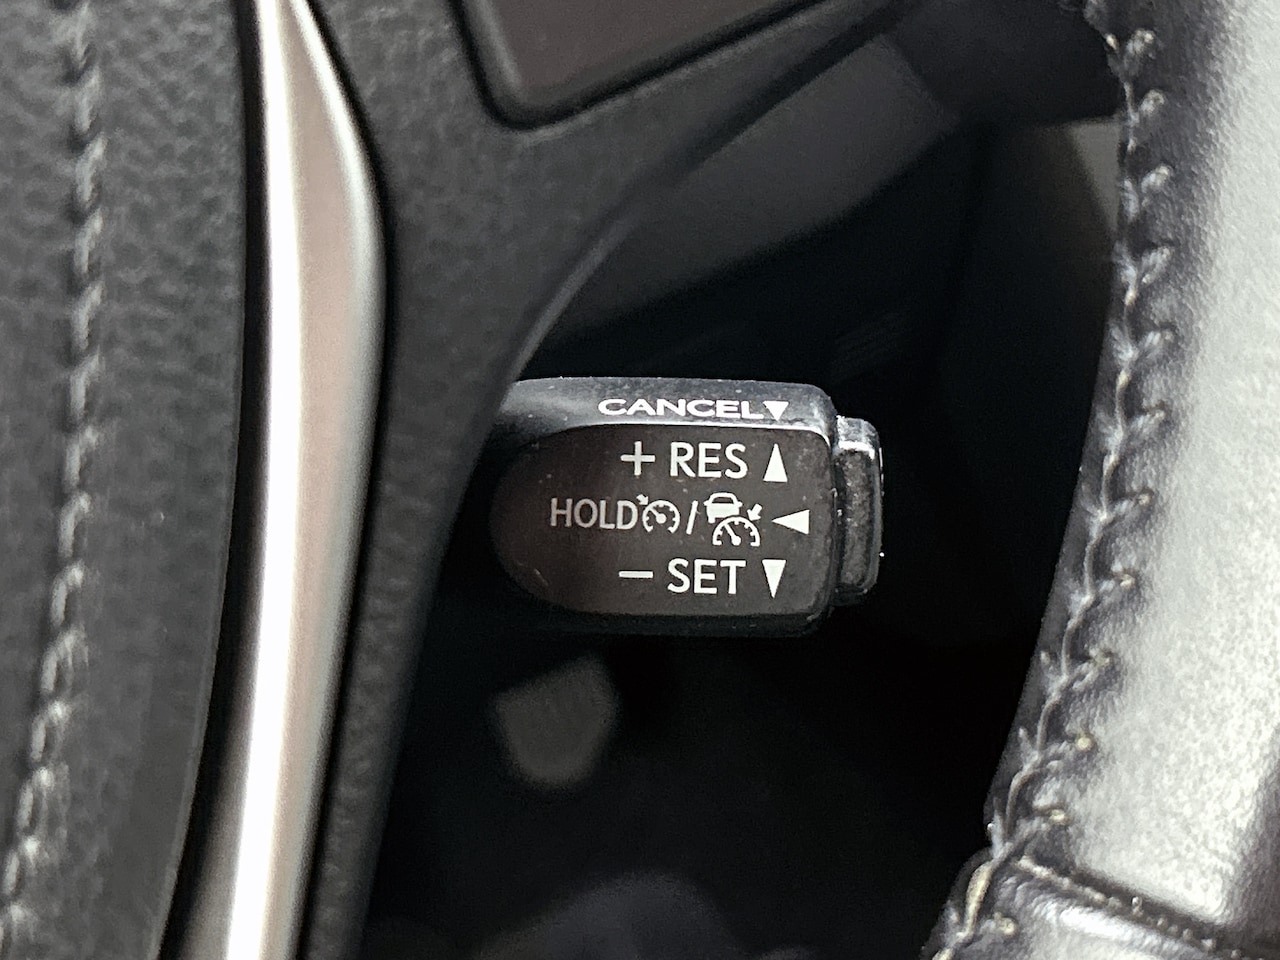 CANCEL▼
+ RES ▲
HOLD / ◀
− SET ▼